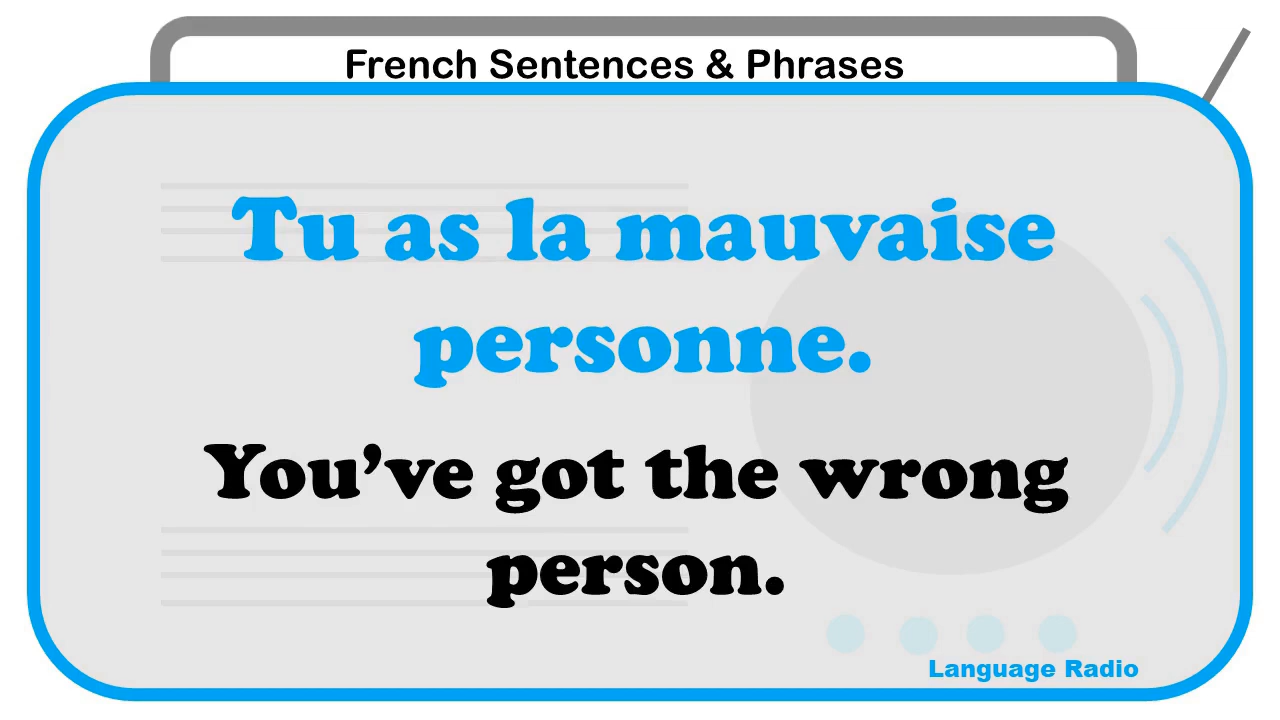 French Sentences & Phrases
Tu as la mauvaise
personne.
You’ve got the wrong
person.
Language Radio